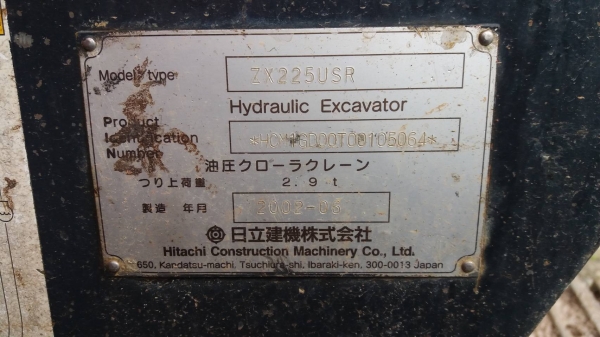 Model type ZX225USR
Hydraulic Excavator
Product
Identification
Number
油圧クローラクレーン
つり上荷重 2.9 t
製造 年月
日立建機株式会社
Hitachi Construction Machinery Co., Ltd.
650, Kandatsu-machi, Tsuchiura-shi, Ibaraki-ken, 300-0013 Japan